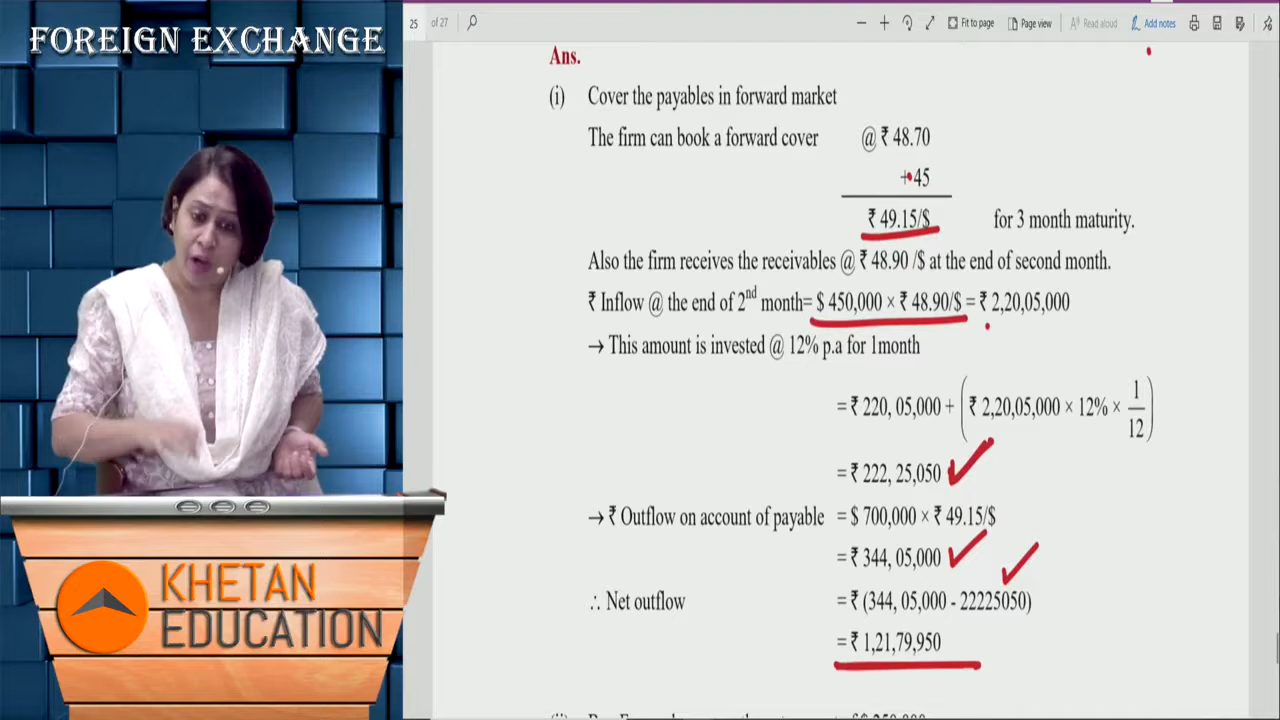 FOREIGN EXCHANGE
25 of 27
Fit to page
Page view
Read aloud
Add notes
Ans.
(i) Cover the payables in forward market
The firm can book a forward cover @ ₹ 48.70
+ 45
₹ 49.15/$ for 3 month maturity.
Also the firm receives the receivables @ ₹ 48.90 /$ at the end of second month.
₹ Inflow @ the end of 2nd month= $ 450,000 × ₹ 48.90/$ = ₹ 2,20,05,000
→ This amount is invested @ 12% p.a for 1month
= ₹ 220, 05,000 + ( ₹ 2,20,05,000 × 12% × 1/12 )
= ₹ 222, 25,050
→ ₹ Outflow on account of payable = $ 700,000 × ₹ 49.15/$
= ₹ 344, 05,000
∴ Net outflow = ₹ (344, 05,000 - 22225050)
= ₹ 1,21,79,950
KHETAN
EDUCATION